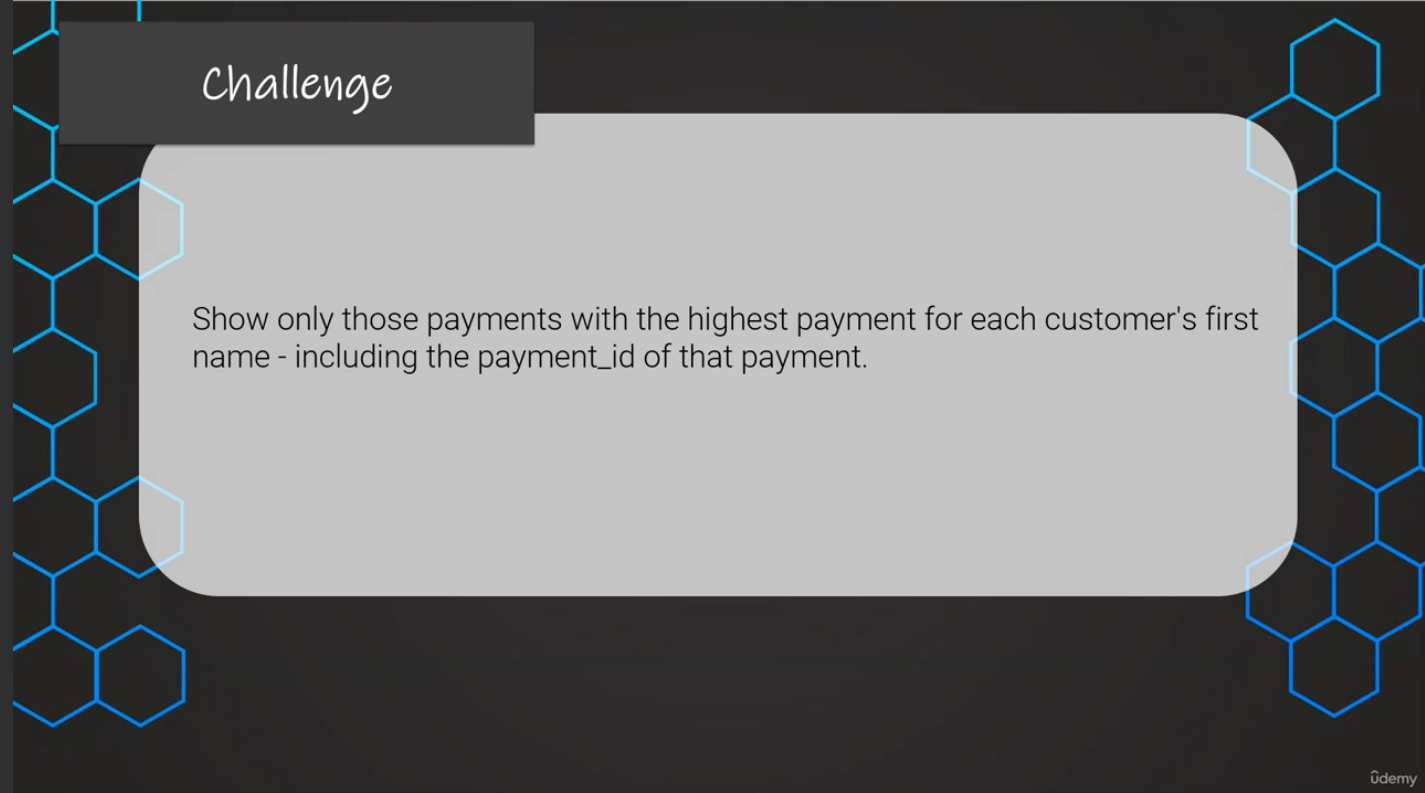 Challenge
Show only those payments with the highest payment for each customer's first
name - including the payment_id of that payment.
ûdemy